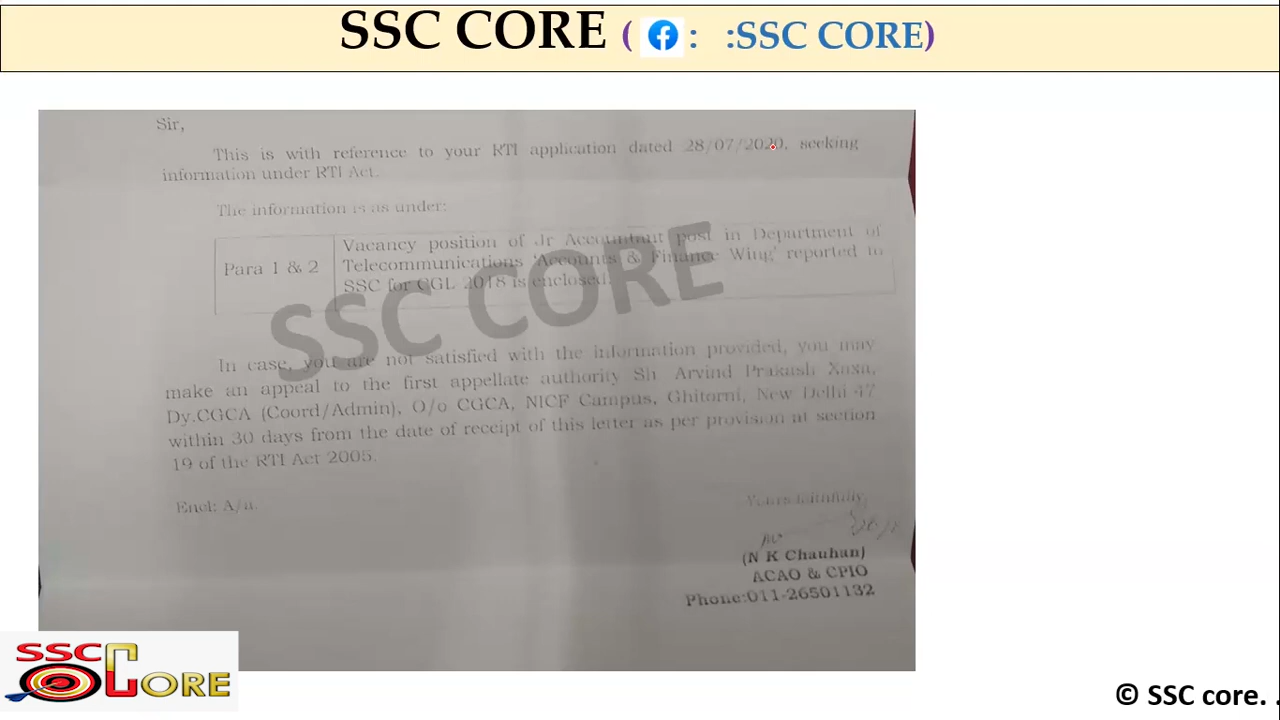 SSC CORE ( : :SSC CORE)
Sir,
This is with reference to your RTI application dated 28/07/2020, seeking
information under RTI Act.
The information is as under:
Para 1 & 2
Vacancy position of Jr Accountant post in Department of
Telecommunications 'Accounts & Finance Wing' reported to
SSC for CGL 2018 is enclosed.
SSC CORE
In case, you are not satisfied with the information provided, you may
make an appeal to the first appellate authority Sh Arvind Prakash Xaxa,
Dy.CGCA (Coord/Admin), O/o CGCA, NICF Campus, Ghitorni, New Delhi 47
within 30 days from the date of receipt of this letter as per provision at section
19 of the RTI Act 2005.
Encl: A/a.
Yours faithfully,
(N K Chauhan)
ACAO & CPIO
Phone:011-26501132
SSC CORE
© SSC core. .